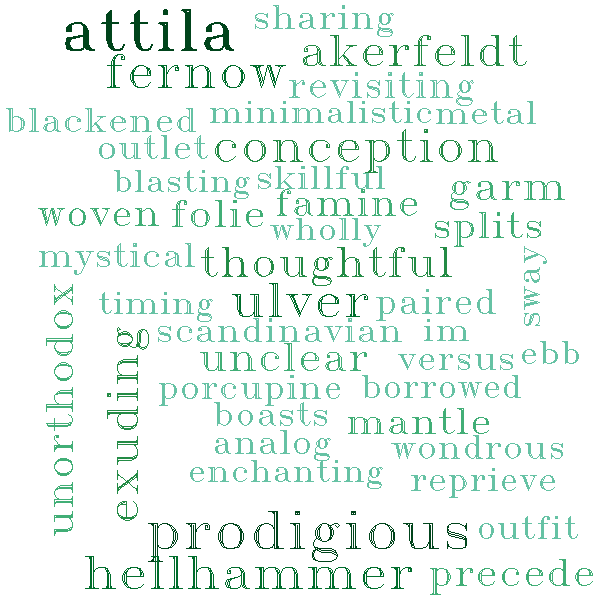 attila sharing
akerfeldt
fernow
revisiting
blackened minimalistic metal
outlet conception
blasting skillful
garm
woven folie famine
wholly splits
mystical thoughtful
sway
timing ulver paired
unorthodox
scandinavian im
exuding
unclear versus ebb
porcupine borrowed
boasts mantle
analog wondrous
enchanting reprieve
prodigious outfit
hellhammer precede